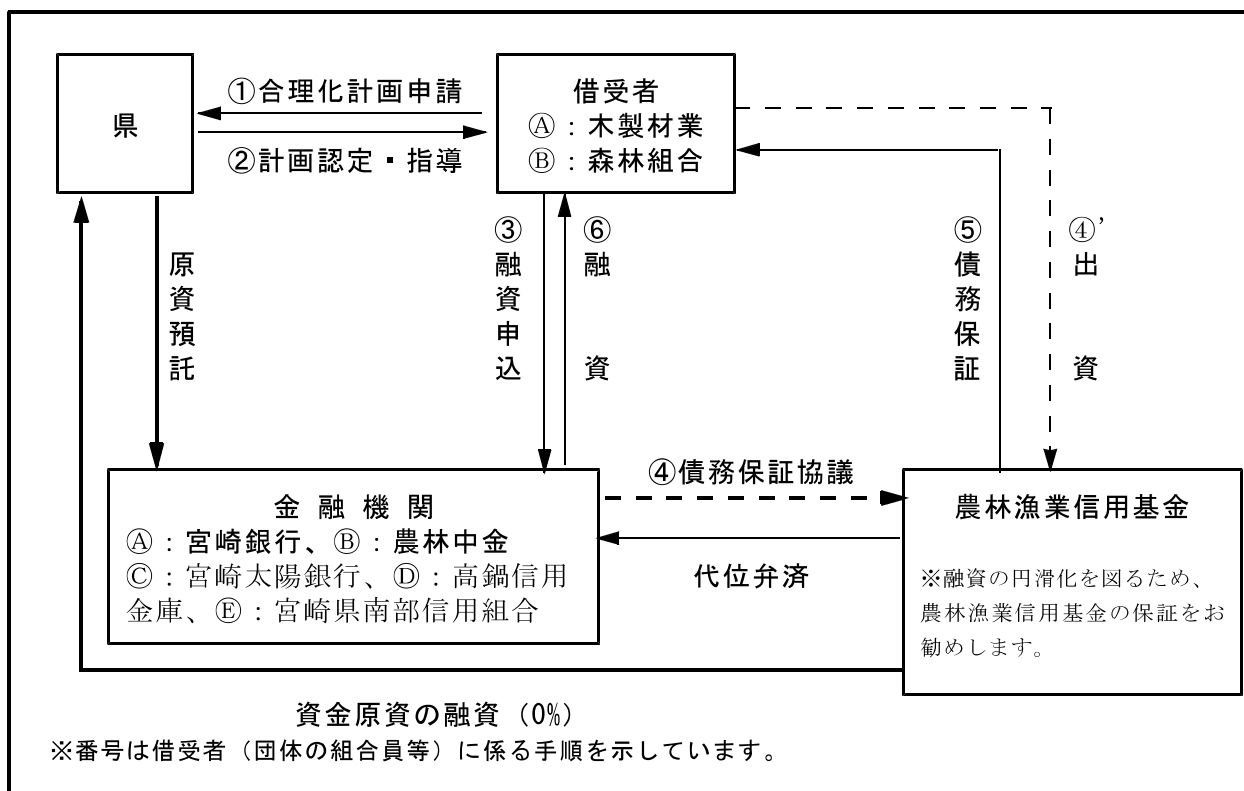 県
①合理化計画申請
②計画認定・指導
借受者
Ⓐ：木製材業
Ⓑ：森林組合
原資預託
③融資申込
⑥融資
⑤債務保証
④’出資
金融機関
Ⓐ：宮崎銀行、Ⓑ：農林中金
Ⓒ：宮崎太陽銀行、Ⓓ：高鍋信用
金庫、Ⓔ：宮崎県南部信用組合
④債務保証協議
代位弁済
農林漁業信用基金
※融資の円滑化を図るため、
農林漁業信用基金の保証をお
勧めします。
資金原資の融資（0%）
※番号は借受者（団体の組合員等）に係る手順を示しています。